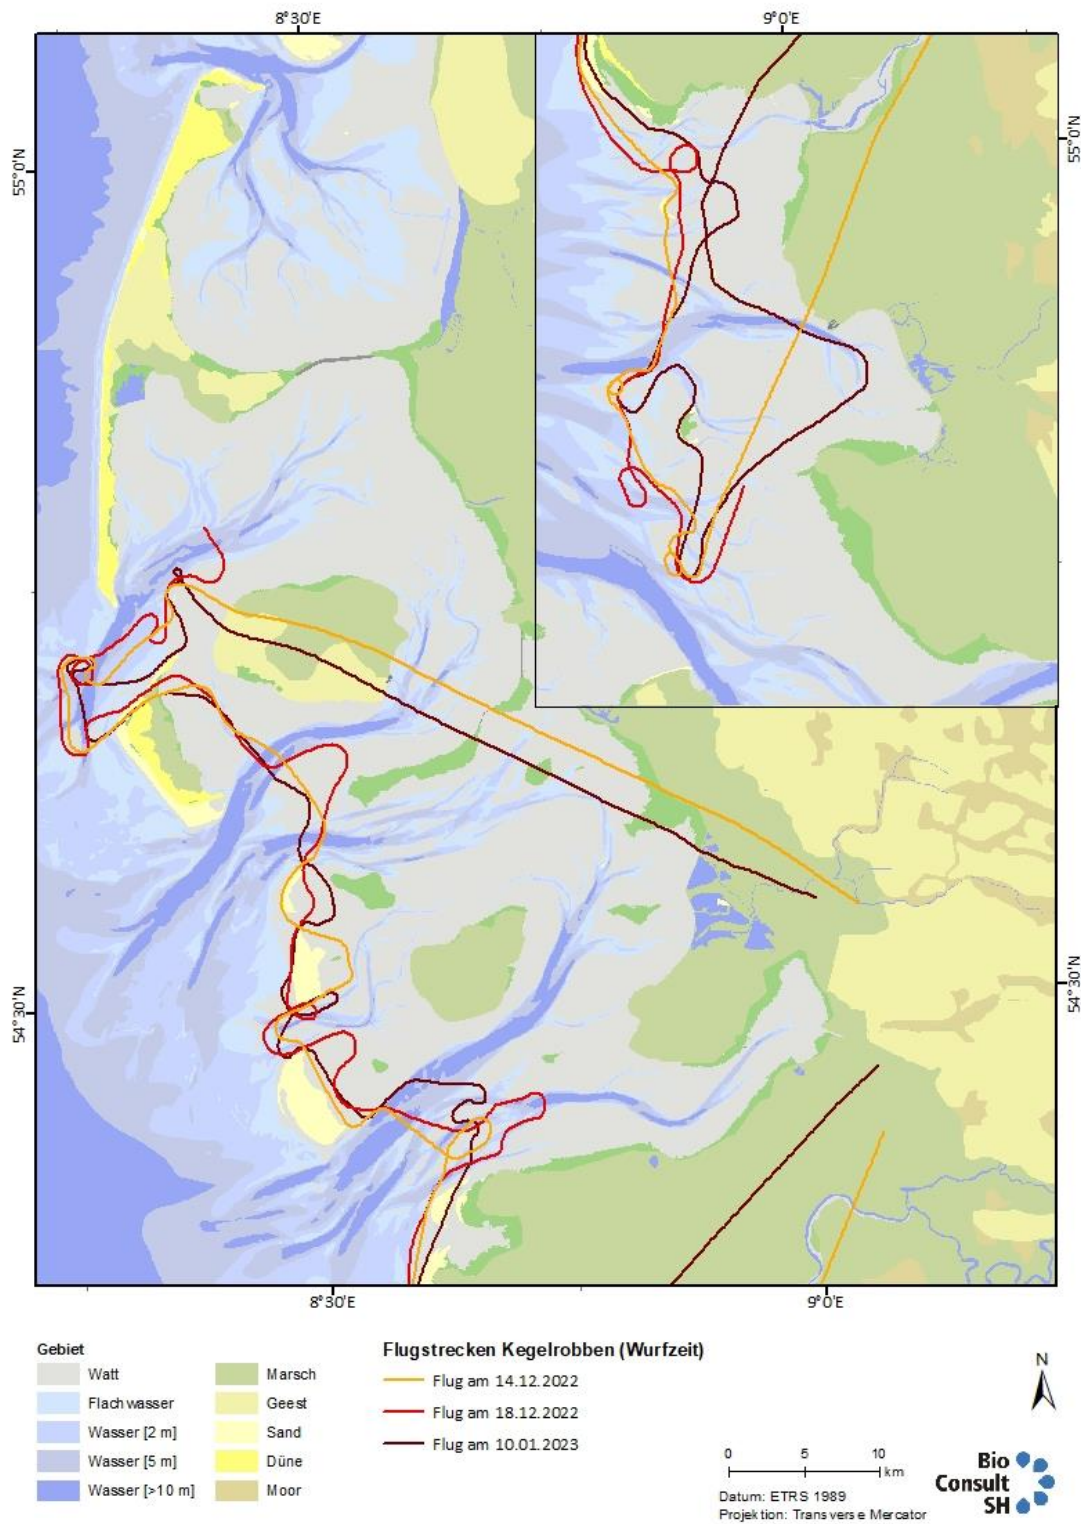 8°30'E
9°0'E
55°0'N
55°0'N
54°30'N
54°30'N
8°30'E
9°0'E
Gebiet
Watt
Flachwasser
Wasser [2 m]
Wasser [5 m]
Wasser [>10 m]
Marsch
Geest
Sand
Düne
Moor
Flugstrecken Kegelrobben (Wurfzeit)
Flug am 14.12.2022
Flug am 18.12.2022
Flug am 10.01.2023
N
0 5 10
km
Datum: ETRS 1989
Projektion: Transverse Mercator
Bio
Consult
SH